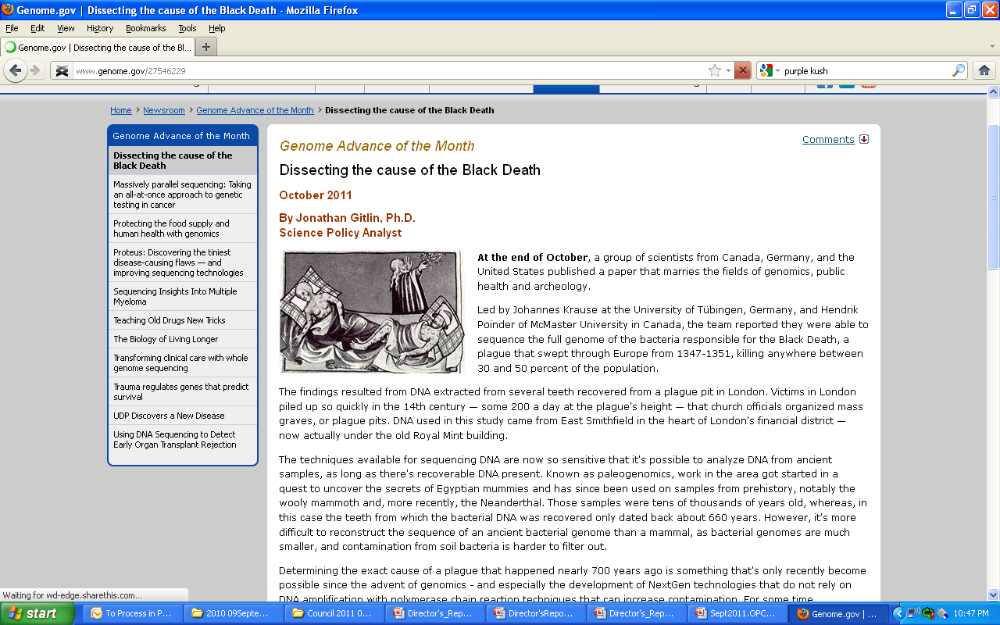 Genome.gov | Dissecting the cause of the Black Death - Mozilla Firefox
File Edit View History Bookmarks Tools Help
Genome.gov | Dissecting the cause of the Bl...
www.genome.gov/27546229
purple kush
Home > Newsroom > Genome Advance of the Month > Dissecting the cause of the Black Death
Genome Advance of the Month
Dissecting the cause of the
Black Death
Massively parallel sequencing: Taking
an all-at-once approach to genetic
testing in cancer
Protecting the food supply and
human health with genomics
Proteus: Discovering the tiniest
disease-causing flaws — and
improving sequencing technologies
Sequencing Insights Into Multiple
Myeloma
Teaching Old Drugs New Tricks
The Biology of Living Longer
Transforming clinical care with whole
genome sequencing
Trauma regulates genes that predict
survival
UDP Discovers a New Disease
Using DNA Sequencing to Detect
Early Organ Transplant Rejection
Comments
Genome Advance of the Month
Dissecting the cause of the Black Death
October 2011
By Jonathan Gitlin, Ph.D.
Science Policy Analyst
At the end of October, a group of scientists from Canada, Germany, and the
United States published a paper that marries the fields of genomics, public
health and archeology.
Led by Johannes Krause at the University of Tübingen, Germany, and Hendrik
Poinder of McMaster University in Canada, the team reported they were able to
sequence the full genome of the bacteria responsible for the Black Death, a
plague that swept through Europe from 1347-1351, killing anywhere between
30 and 50 percent of the population.
The findings resulted from DNA extracted from several teeth recovered from a plague pit in London. Victims in London
piled up so quickly in the 14th century — some 200 a day at the plague's height — that church officials organized mass
graves, or plague pits. DNA used in this study came from East Smithfield in the heart of London's financial district —
now actually under the old Royal Mint building.
The techniques available for sequencing DNA are now so sensitive that it's possible to analyze DNA from ancient
samples, as long as there's recoverable DNA present. Known as paleogenomics, work in the area got started in a
quest to uncover the secrets of Egyptian mummies and has since been used on samples from prehistory, notably the
wooly mammoth and, more recently, the Neanderthal. Those samples were tens of thousands of years old, whereas, in
this case the teeth from which the bacterial DNA was recovered only dated back about 660 years. However, it's more
difficult to reconstruct the sequence of an ancient bacterial genome than a mammal, as bacterial genomes are much
smaller, and contamination from soil bacteria is harder to filter out.
Determining the exact cause of a plague that happened nearly 700 years ago is something that's only recently become
possible since the advent of genomics - and especially the development of NextGen technologies that do not rely on
DNA amplification with polymerase chain reaction techniques that can increase contamination. For some time,
Waiting for wd-edge.sharethis.com...
start To Process in P... 2010 09Septe... Council 2011 0... Director's_Rep... Director'sRepo... Director's_Rep... Sept2011.OPC... Genome.gov | ... 10:47 PM